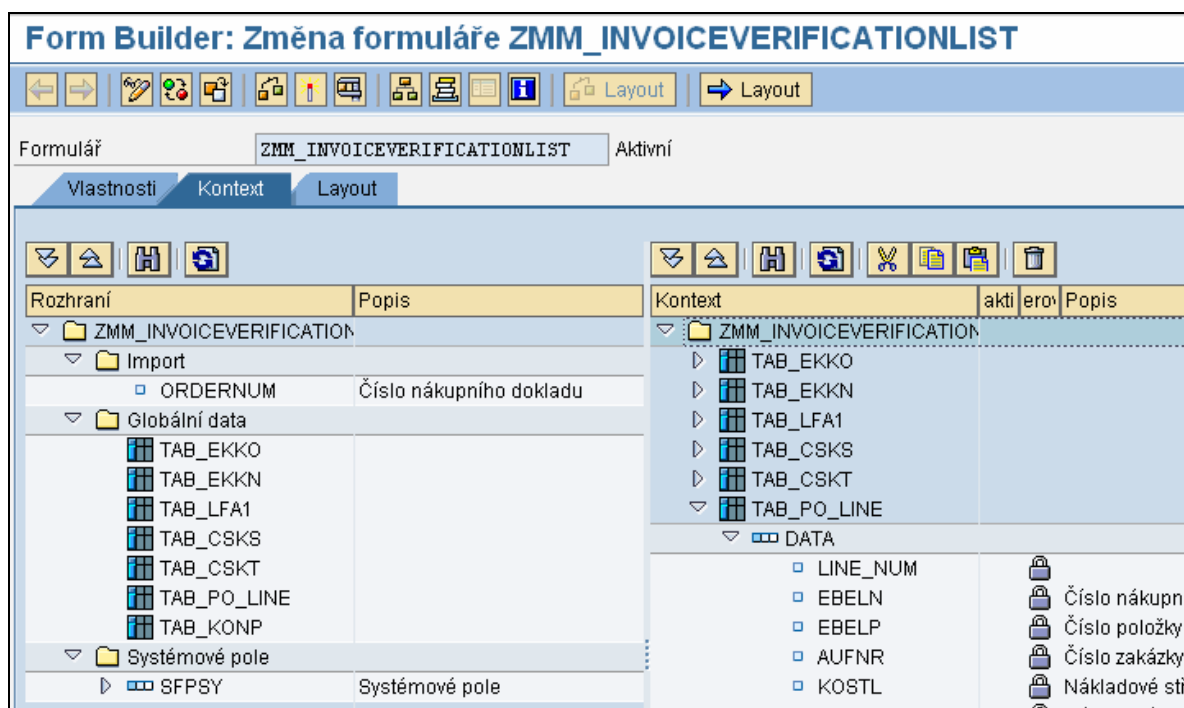 Form Builder: Změna formuláře ZMM_INVOICEVERIFICATIONLIST
Layout Layout
Formulář ZMM_INVOICEVERIFICATIONLIST Aktivní
Vlastnosti Kontext Layout
Rozhraní Popis
ZMM_INVOICEVERIFICATION
Import
ORDERNUM Číslo nákupního dokladu
Globální data
TAB_EKKO
TAB_EKKN
TAB_LFA1
TAB_CSKS
TAB_CSKT
TAB_PO_LINE
TAB_KONP
Systémové pole
SFPSY Systémové pole
Kontext akti erov Popis
ZMM_INVOICEVERIFICATION
TAB_EKKO
TAB_EKKN
TAB_LFA1
TAB_CSKS
TAB_CSKT
TAB_PO_LINE
DATA
LINE_NUM
EBELN Číslo nákupn
EBELP Číslo položky
AUFNR Číslo zakázky
KOSTL Nákladové stř